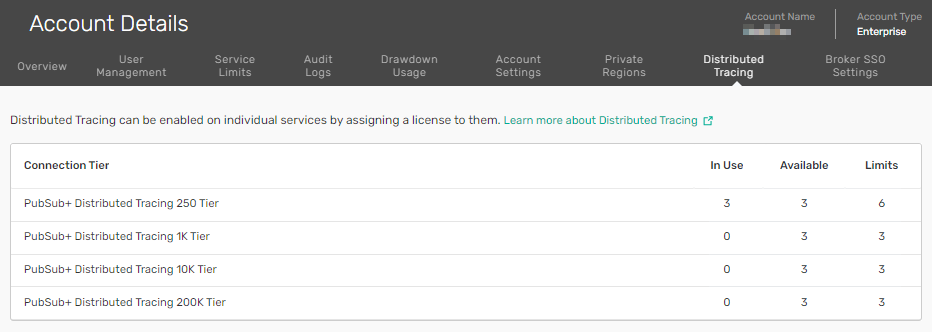 Account Details
Account Name
Account Type
Enterprise
Overview
User Management
Service Limits
Audit Logs
Drawdown Usage
Account Settings
Private Regions
Distributed Tracing
Broker SSO Settings
Distributed Tracing can be enabled on individual services by assigning a license to them. Learn more about Distributed Tracing
Connection Tier In Use Available Limits
PubSub+ Distributed Tracing 250 Tier 3 3 6
PubSub+ Distributed Tracing 1K Tier 0 3 3
PubSub+ Distributed Tracing 10K Tier 0 3 3
PubSub+ Distributed Tracing 200K Tier 0 3 3